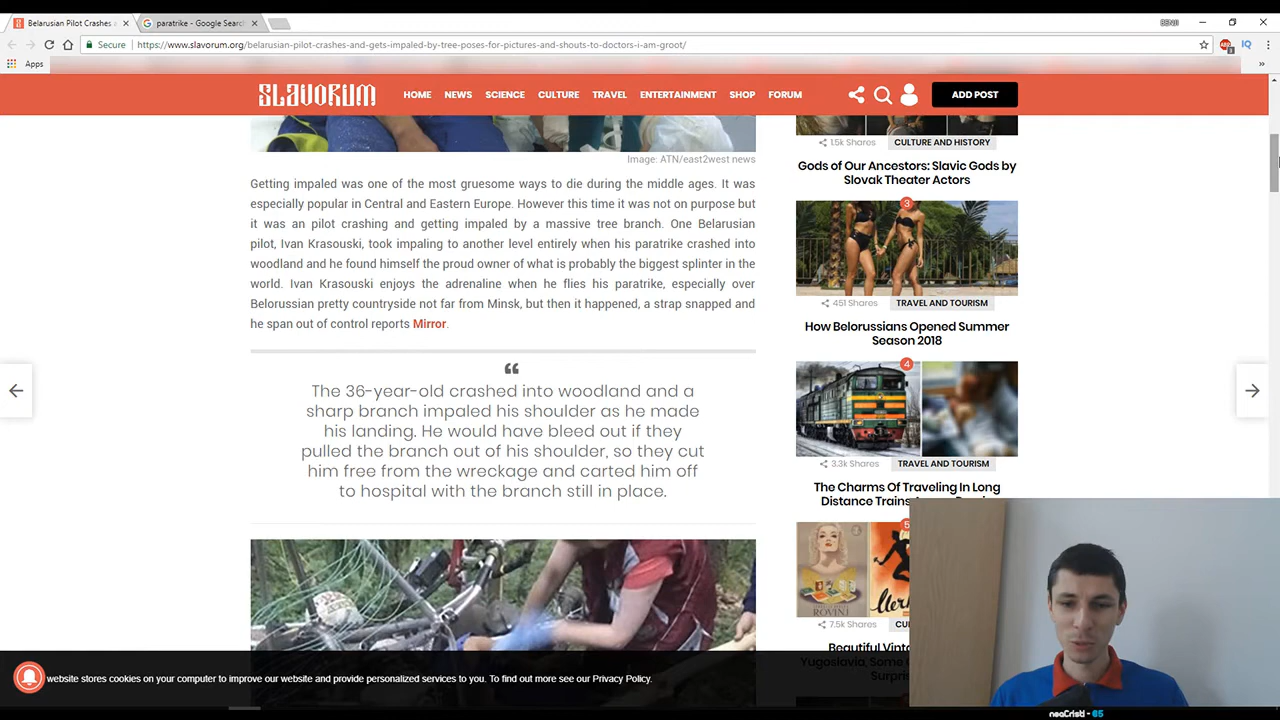 Belarusian Pilot Crashes a
paratrike - Google Search
BENJI
Secure
https://www.slavorum.org/belarusian-pilot-crashes-and-gets-impaled-by-tree-poses-for-pictures-and-shouts-to-doctors-i-am-groot/
Apps
SLAVORUM
HOME NEWS SCIENCE CULTURE TRAVEL ENTERTAINMENT SHOP FORUM
ADD POST
Image: ATN/east2west news
Getting impaled was one of the most gruesome ways to die during the middle ages. It was
especially popular in Central and Eastern Europe. However this time it was not on purpose but
it was an pilot crashing and getting impaled by a massive tree branch. One Belarusian
pilot, Ivan Krasouski, took impaling to another level entirely when his paratrike crashed into
woodland and he found himself the proud owner of what is probably the biggest splinter in the
world. Ivan Krasouski enjoys the adrenaline when he flies his paratrike, especially over
Belorussian pretty countryside not far from Minsk, but then it happened, a strap snapped and
he span out of control reports Mirror.
“
The 36-year-old crashed into woodland and a
sharp branch impaled his shoulder as he made
his landing. He would have bleed out if they
pulled the branch out of his shoulder, so they cut
him free from the wreckage and carted him off
to hospital with the branch still in place.
1.5k Shares
CULTURE AND HISTORY
Gods of Our Ancestors: Slavic Gods by
Slovak Theater Actors
3
451 Shares
TRAVEL AND TOURISM
How Belorussians Opened Summer
Season 2018
4
3.3k Shares
TRAVEL AND TOURISM
The Charms Of Traveling In Long
Distance Trains
5
ROVINJ
7.5k Shares
CU
Beautiful
Yugoslavia, Some
website stores cookies on your computer to improve our website and provide personalized services to you. To find out more see our Privacy Policy.
neaCristi - 65